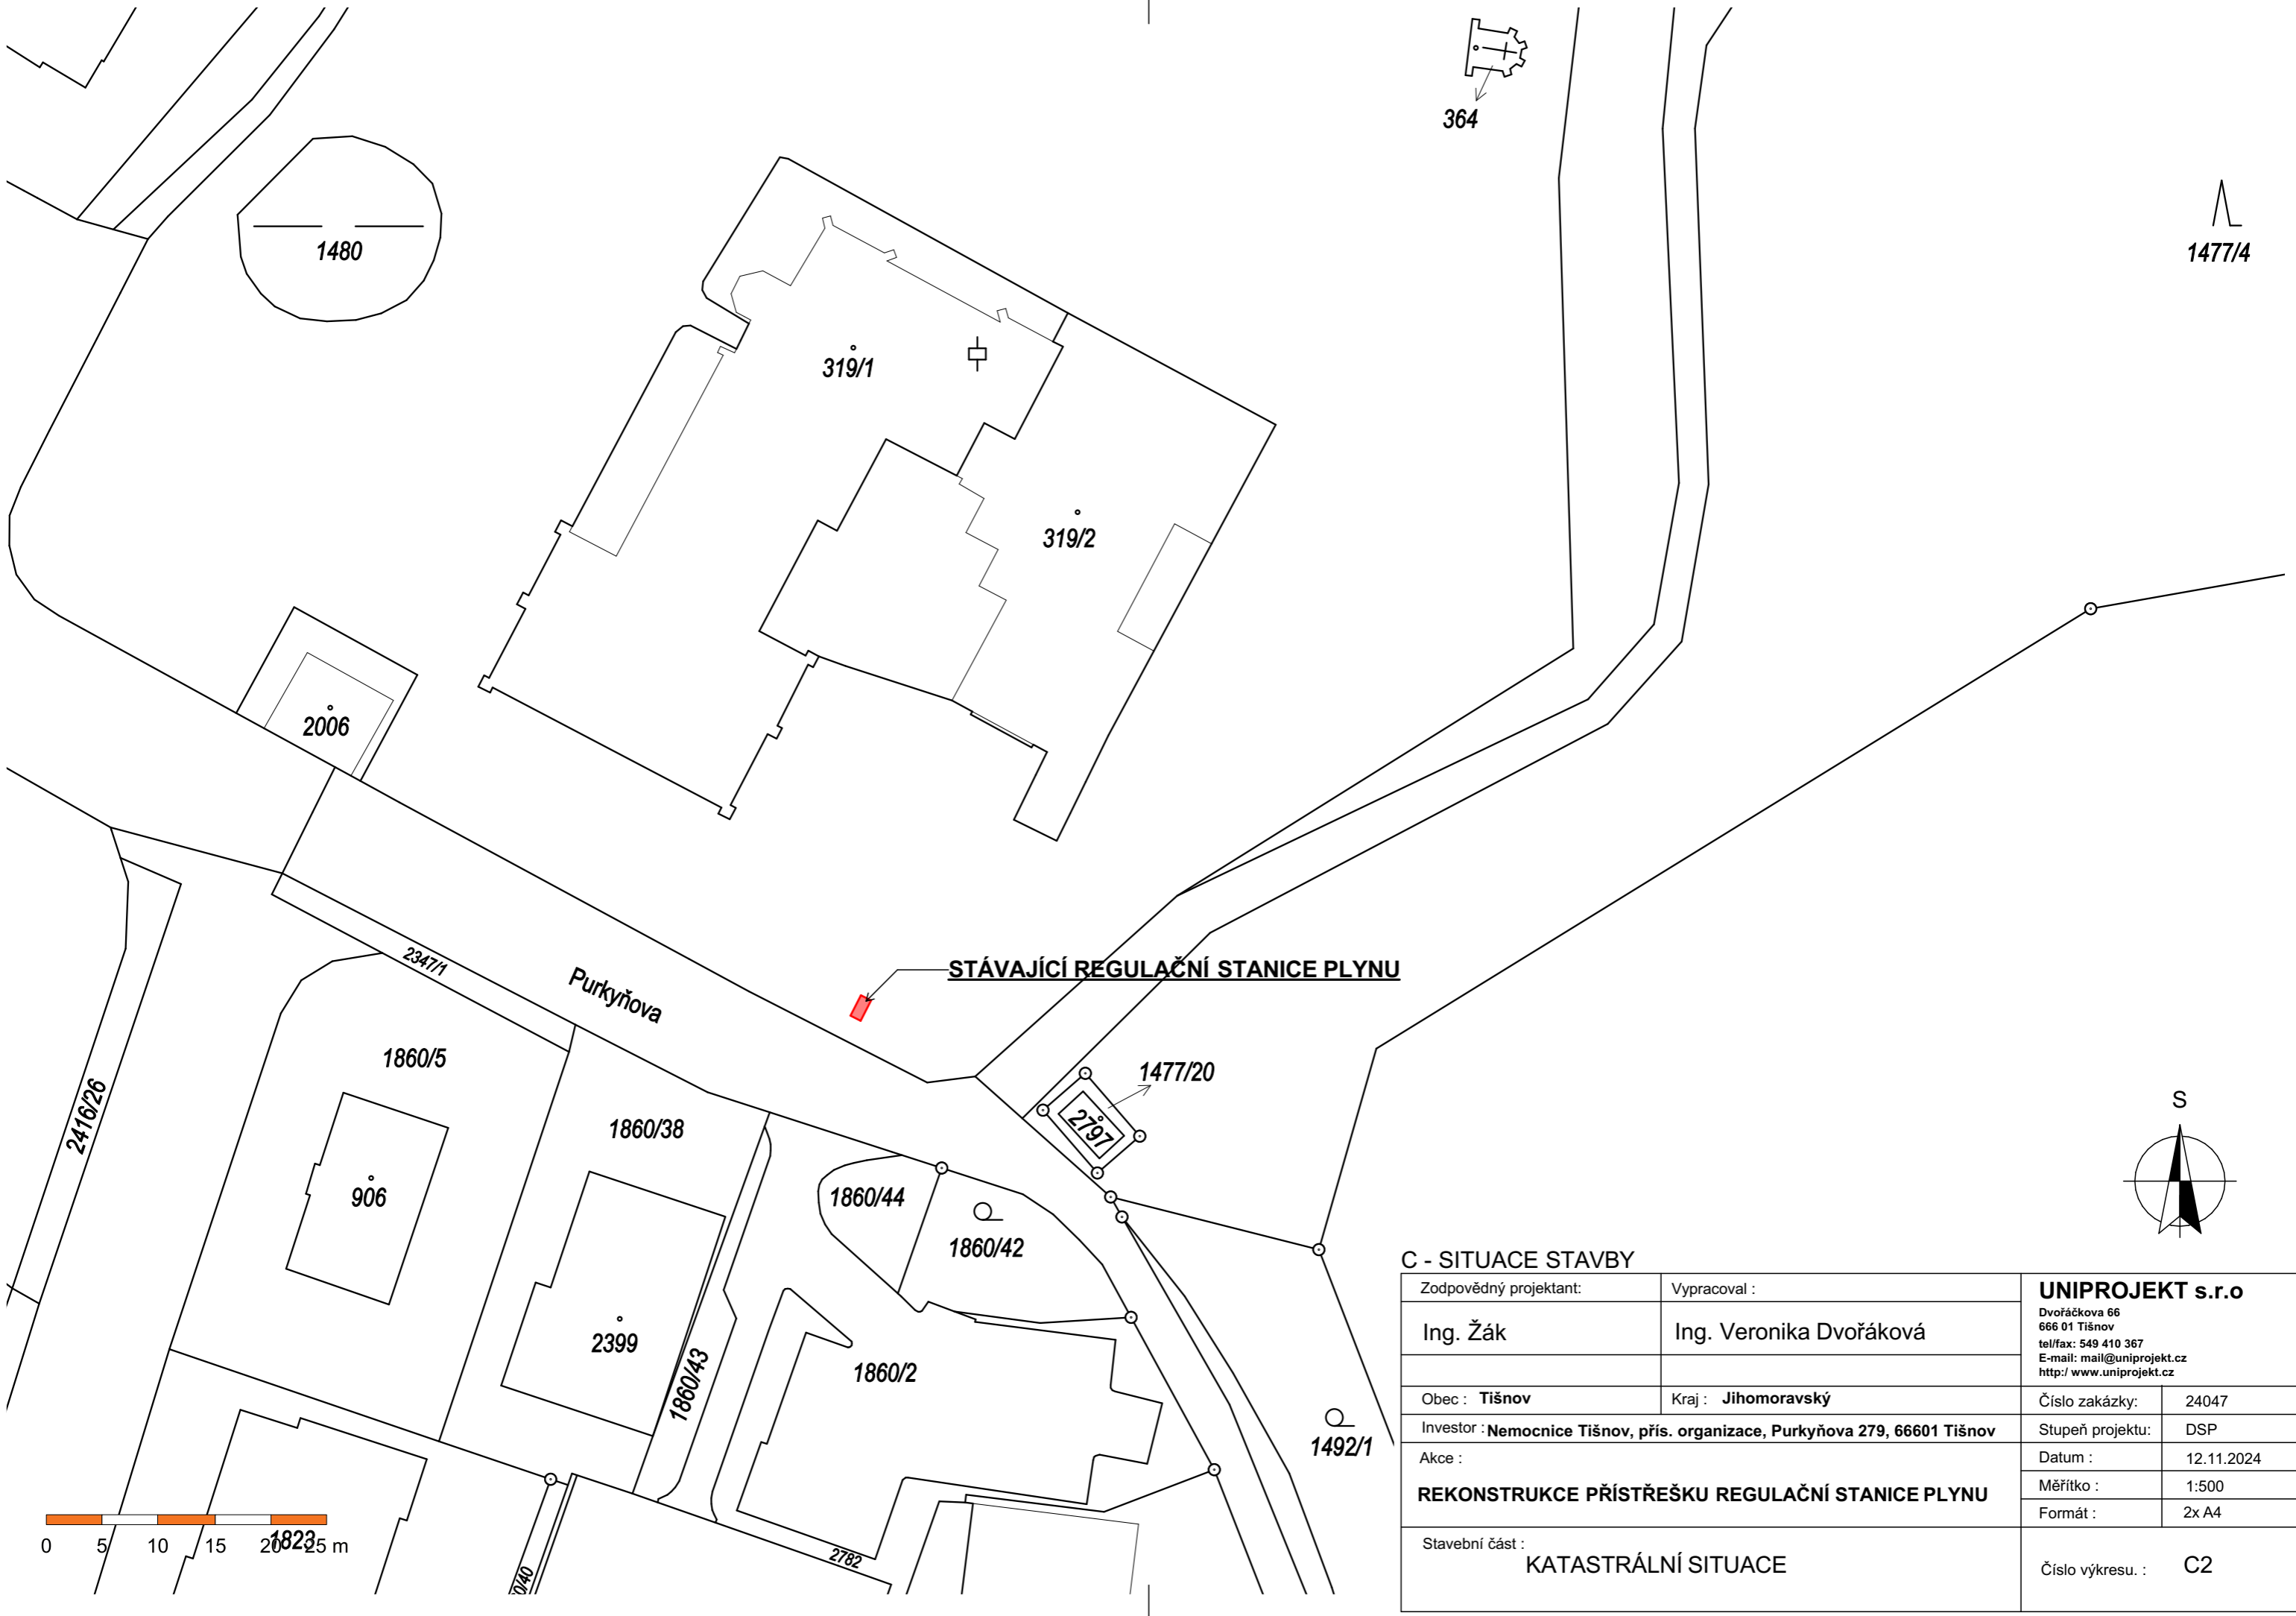 364
1480
1477/4
319/1
319/2
2006
STÁVAJÍCÍ REGULAČNÍ STANICE PLYNU
2347/1
Purkyňova
1860/5
1477/20
2416/26
1860/38
2797
S
906
1860/44
1860/42
2399
1860/43
1860/2
1492/1
1823
0 5 10 15 20 25 m
0/40
2782
C - SITUACE STAVBY
Zodpovědný projektant:
Vypracoval :
Ing. Žák
Ing. Veronika Dvořáková
UNIPROJEKT s.r.o
Dvořáčkova 66
666 01 Tišnov
tel/fax: 549 410 367
E-mail: mail@uniprojekt.cz
http:/ www.uniprojekt.cz
Obec : Tišnov
Kraj : Jihomoravský
Číslo zakázky: 24047
Investor : Nemocnice Tišnov, přís. organizace, Purkyňova 279, 66601 Tišnov
Stupeň projektu: DSP
Akce :
Datum : 12.11.2024
REKONSTRUKCE PŘÍSTŘEŠKU REGULAČNÍ STANICE PLYNU
Měřítko : 1:500
Formát : 2x A4
Stavební část :
KATASTRÁLNÍ SITUACE
Číslo výkresu. : C2